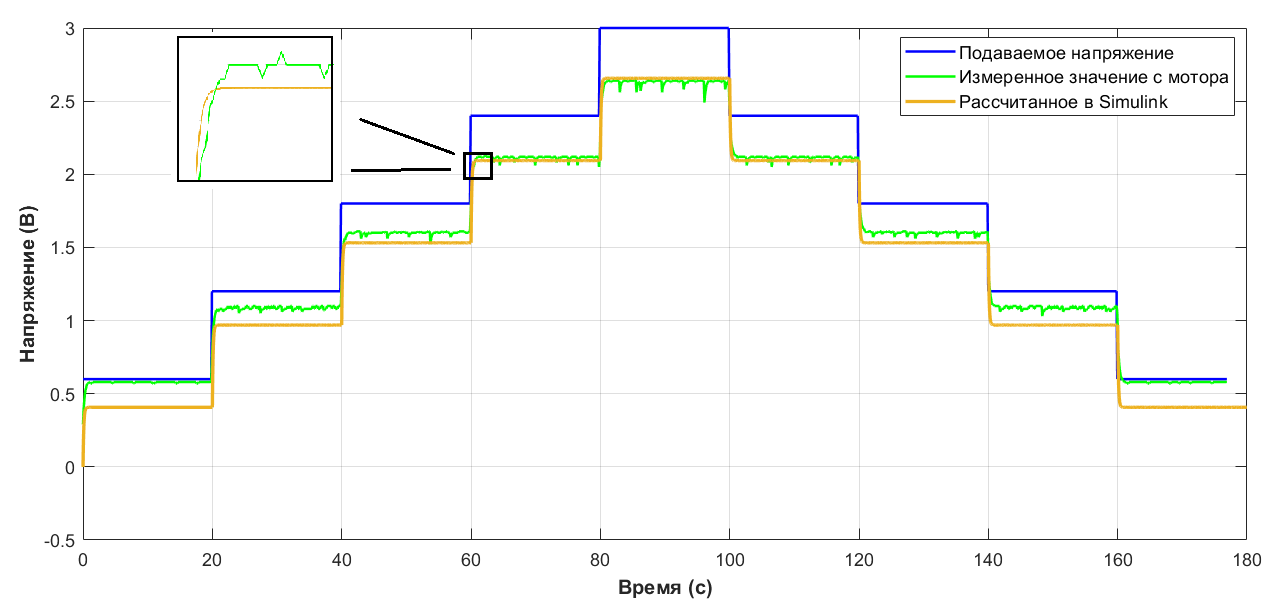 Подаваемое напряжение
Измеренное значение с мотора
Рассчитанное в Simulink
Напряжение (В)
3
2.5
2
1.5
1
0.5
0
-0.5
0 20 40 60 80 100 120 140 160 180
Время (с)